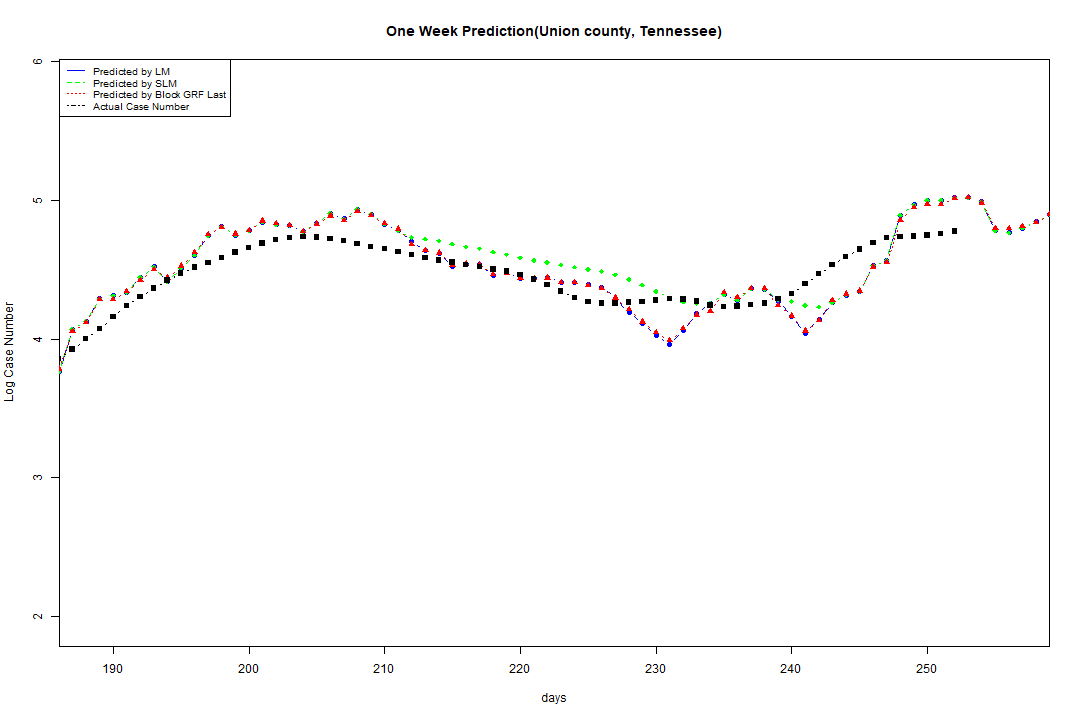 One Week Prediction(Union county, Tennessee)
Predicted by LM
Predicted by SLM
Predicted by Block GRF Last
Actual Case Number
6
5
4
3
2
Log Case Number
190
200
210
220
230
240
250
days